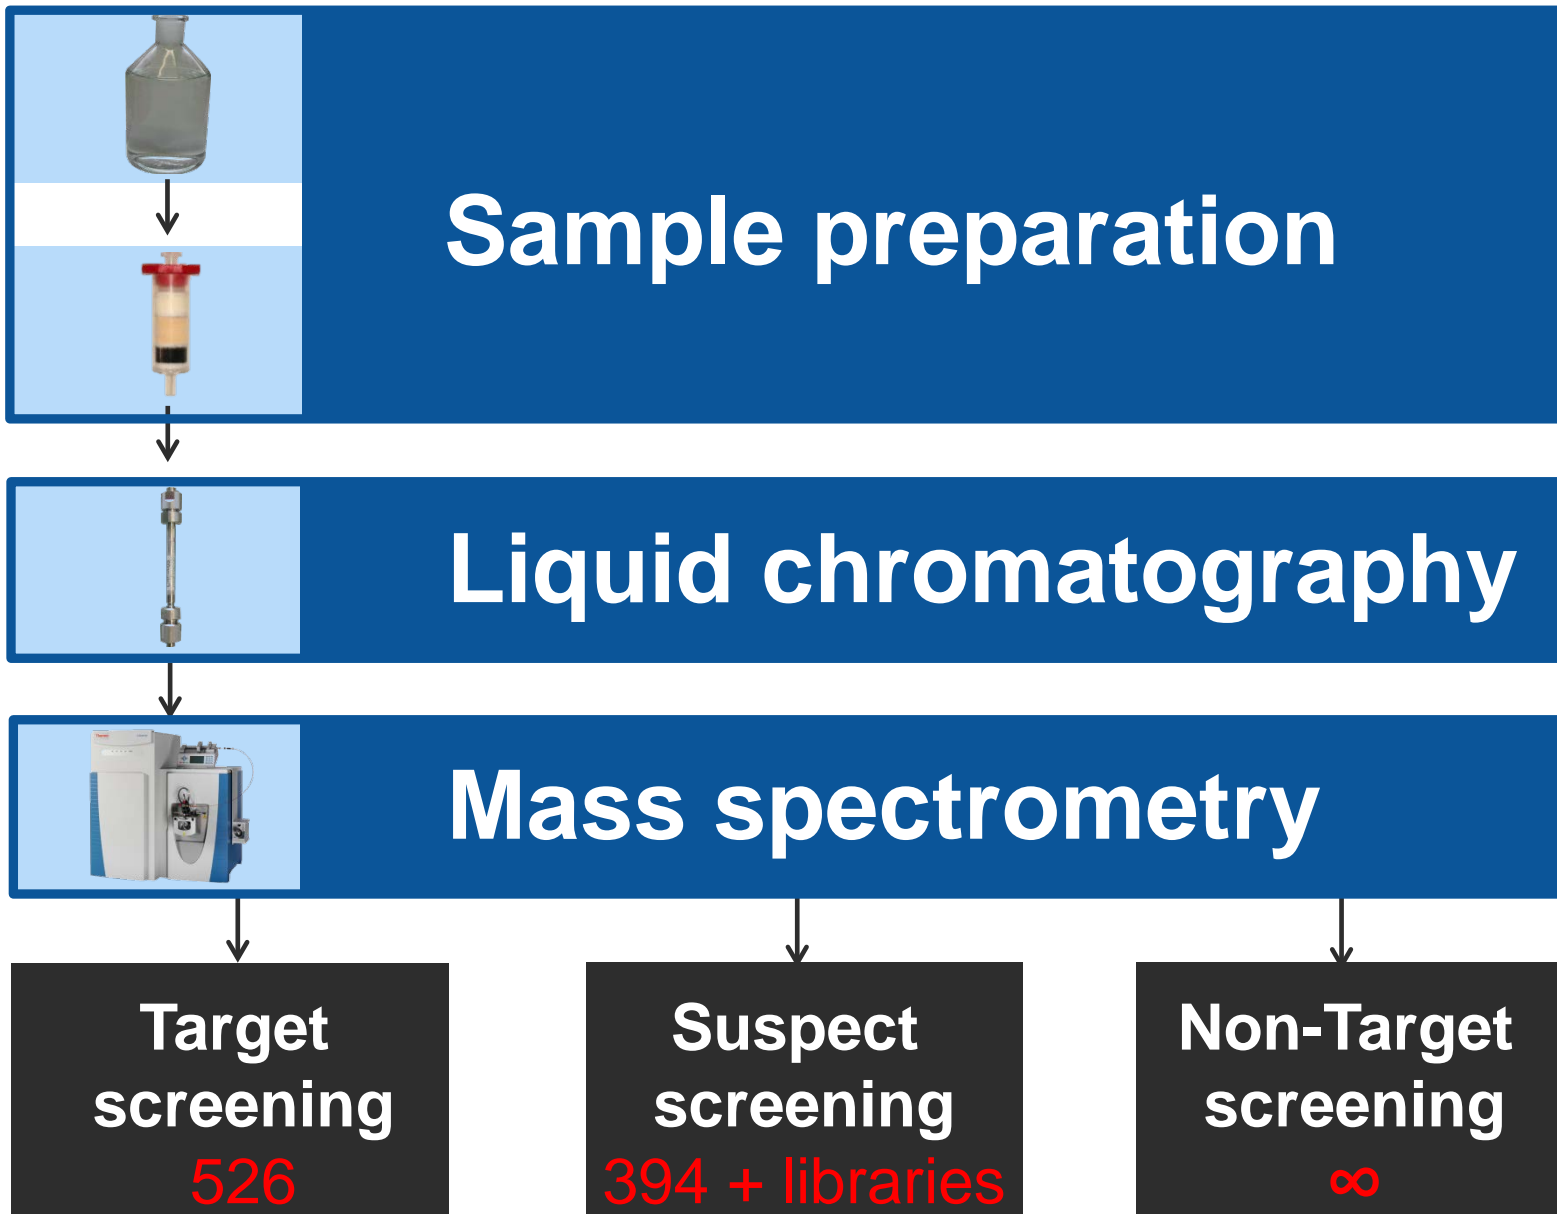 Sample preparation
Liquid chromatography
Mass spectrometry
Target
screening
526
Suspect
screening
394 + libraries
Non-Target
screening
∞